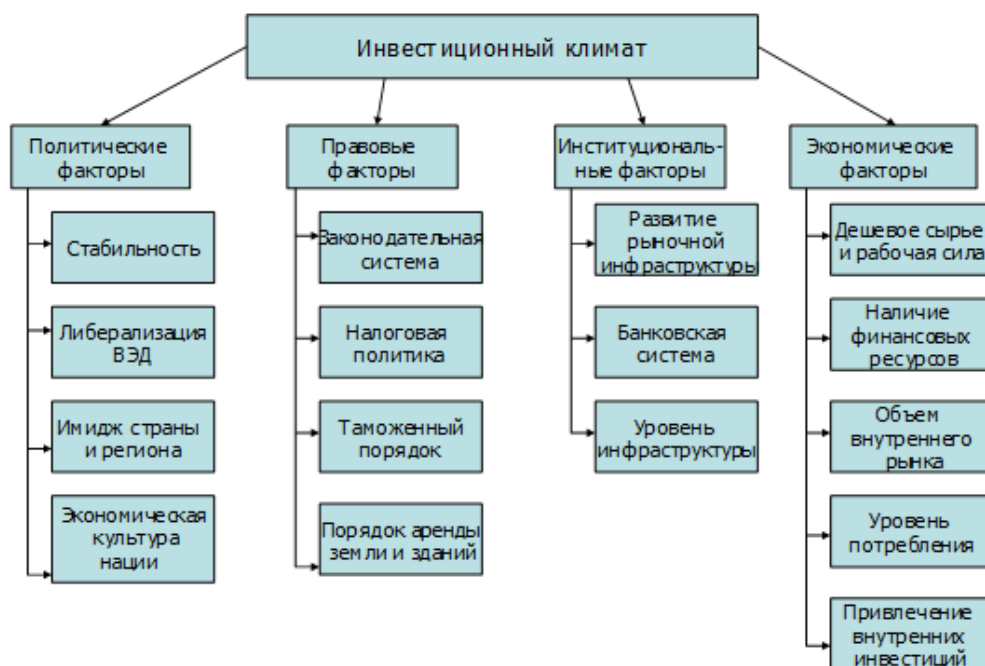 Инвестиционный климат
Политические
факторы
Стабильность
Либерализация
ВЭД
Имидж страны
и региона
Экономическая
культура
нации
Правовые
факторы
Законодательная
система
Налоговая
политика
Таможенный
порядок
Порядок аренды
земли и зданий
Институциональ-
ные факторы
Развитие
рыночной
инфраструктуры
Банковская
система
Уровень
инфраструктуры
Экономические
факторы
Дешевое сырье
и рабочая сила
Наличие
финансовых
ресурсов
Объем
внутреннего
рынка
Уровень
потребления
Привлечение
внутренних
инвестиций